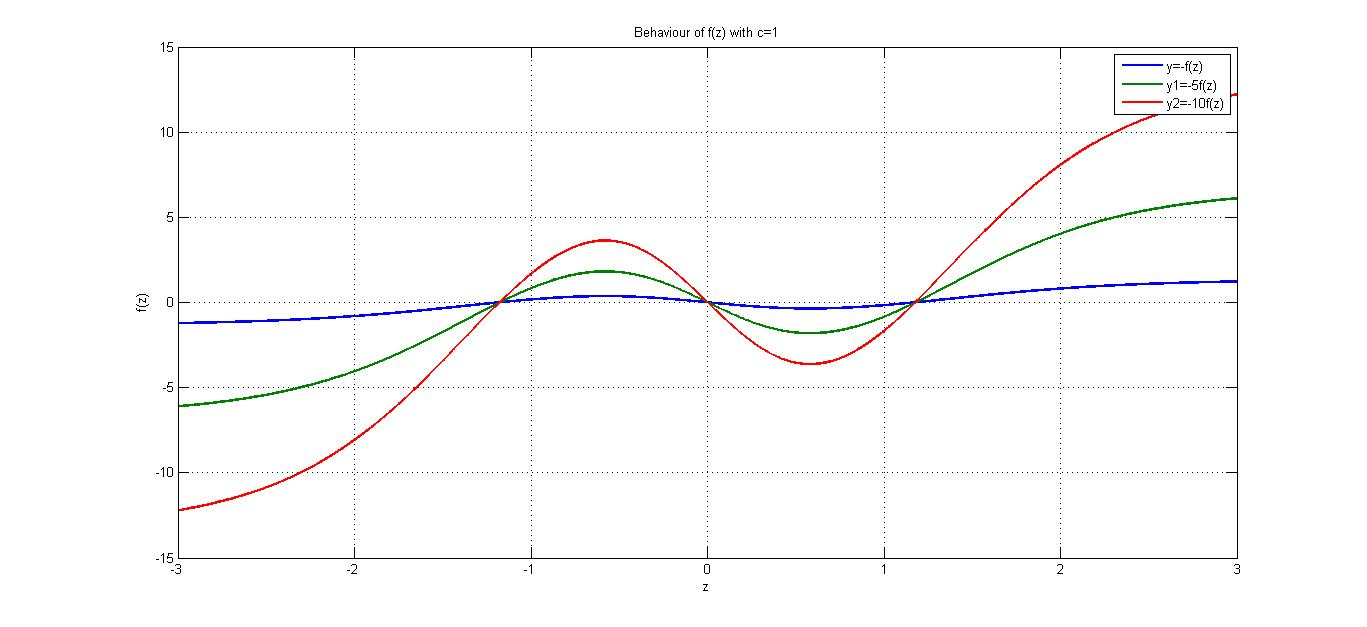 Behaviour of f(z) with c=1
y=-f(z)
y1=-5f(z)
y2=-10f(z)
15
10
5
0
-5
-10
-15
f(z)
-3
-2
-1
0
1
2
3
z